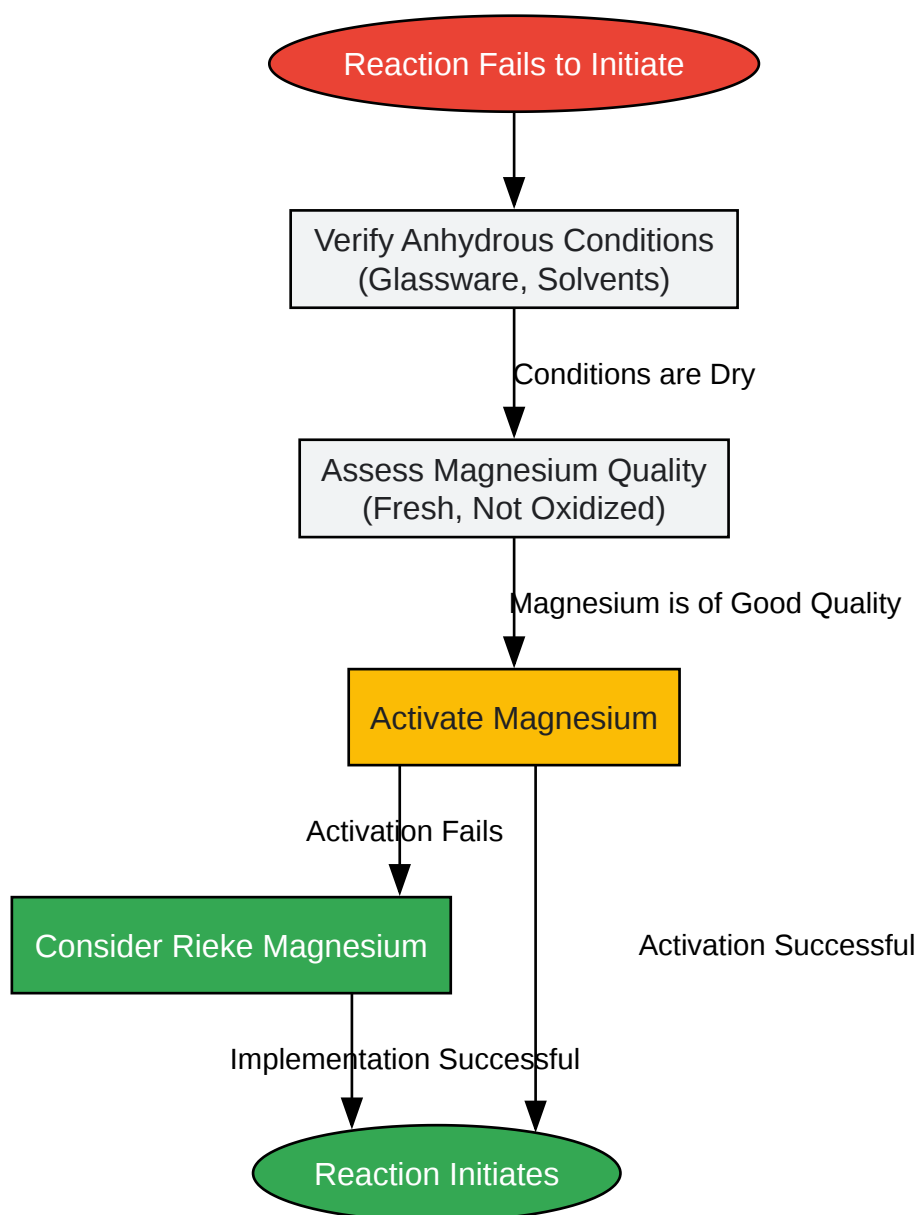 Reaction Fails to Initiate
Verify Anhydrous Conditions
(Glassware, Solvents)
Conditions are Dry
Assess Magnesium Quality
(Fresh, Not Oxidized)
Magnesium is of Good Quality
Activate Magnesium
Activation Fails
Consider Rieke Magnesium
Activation Successful
Implementation Successful
Reaction Initiates